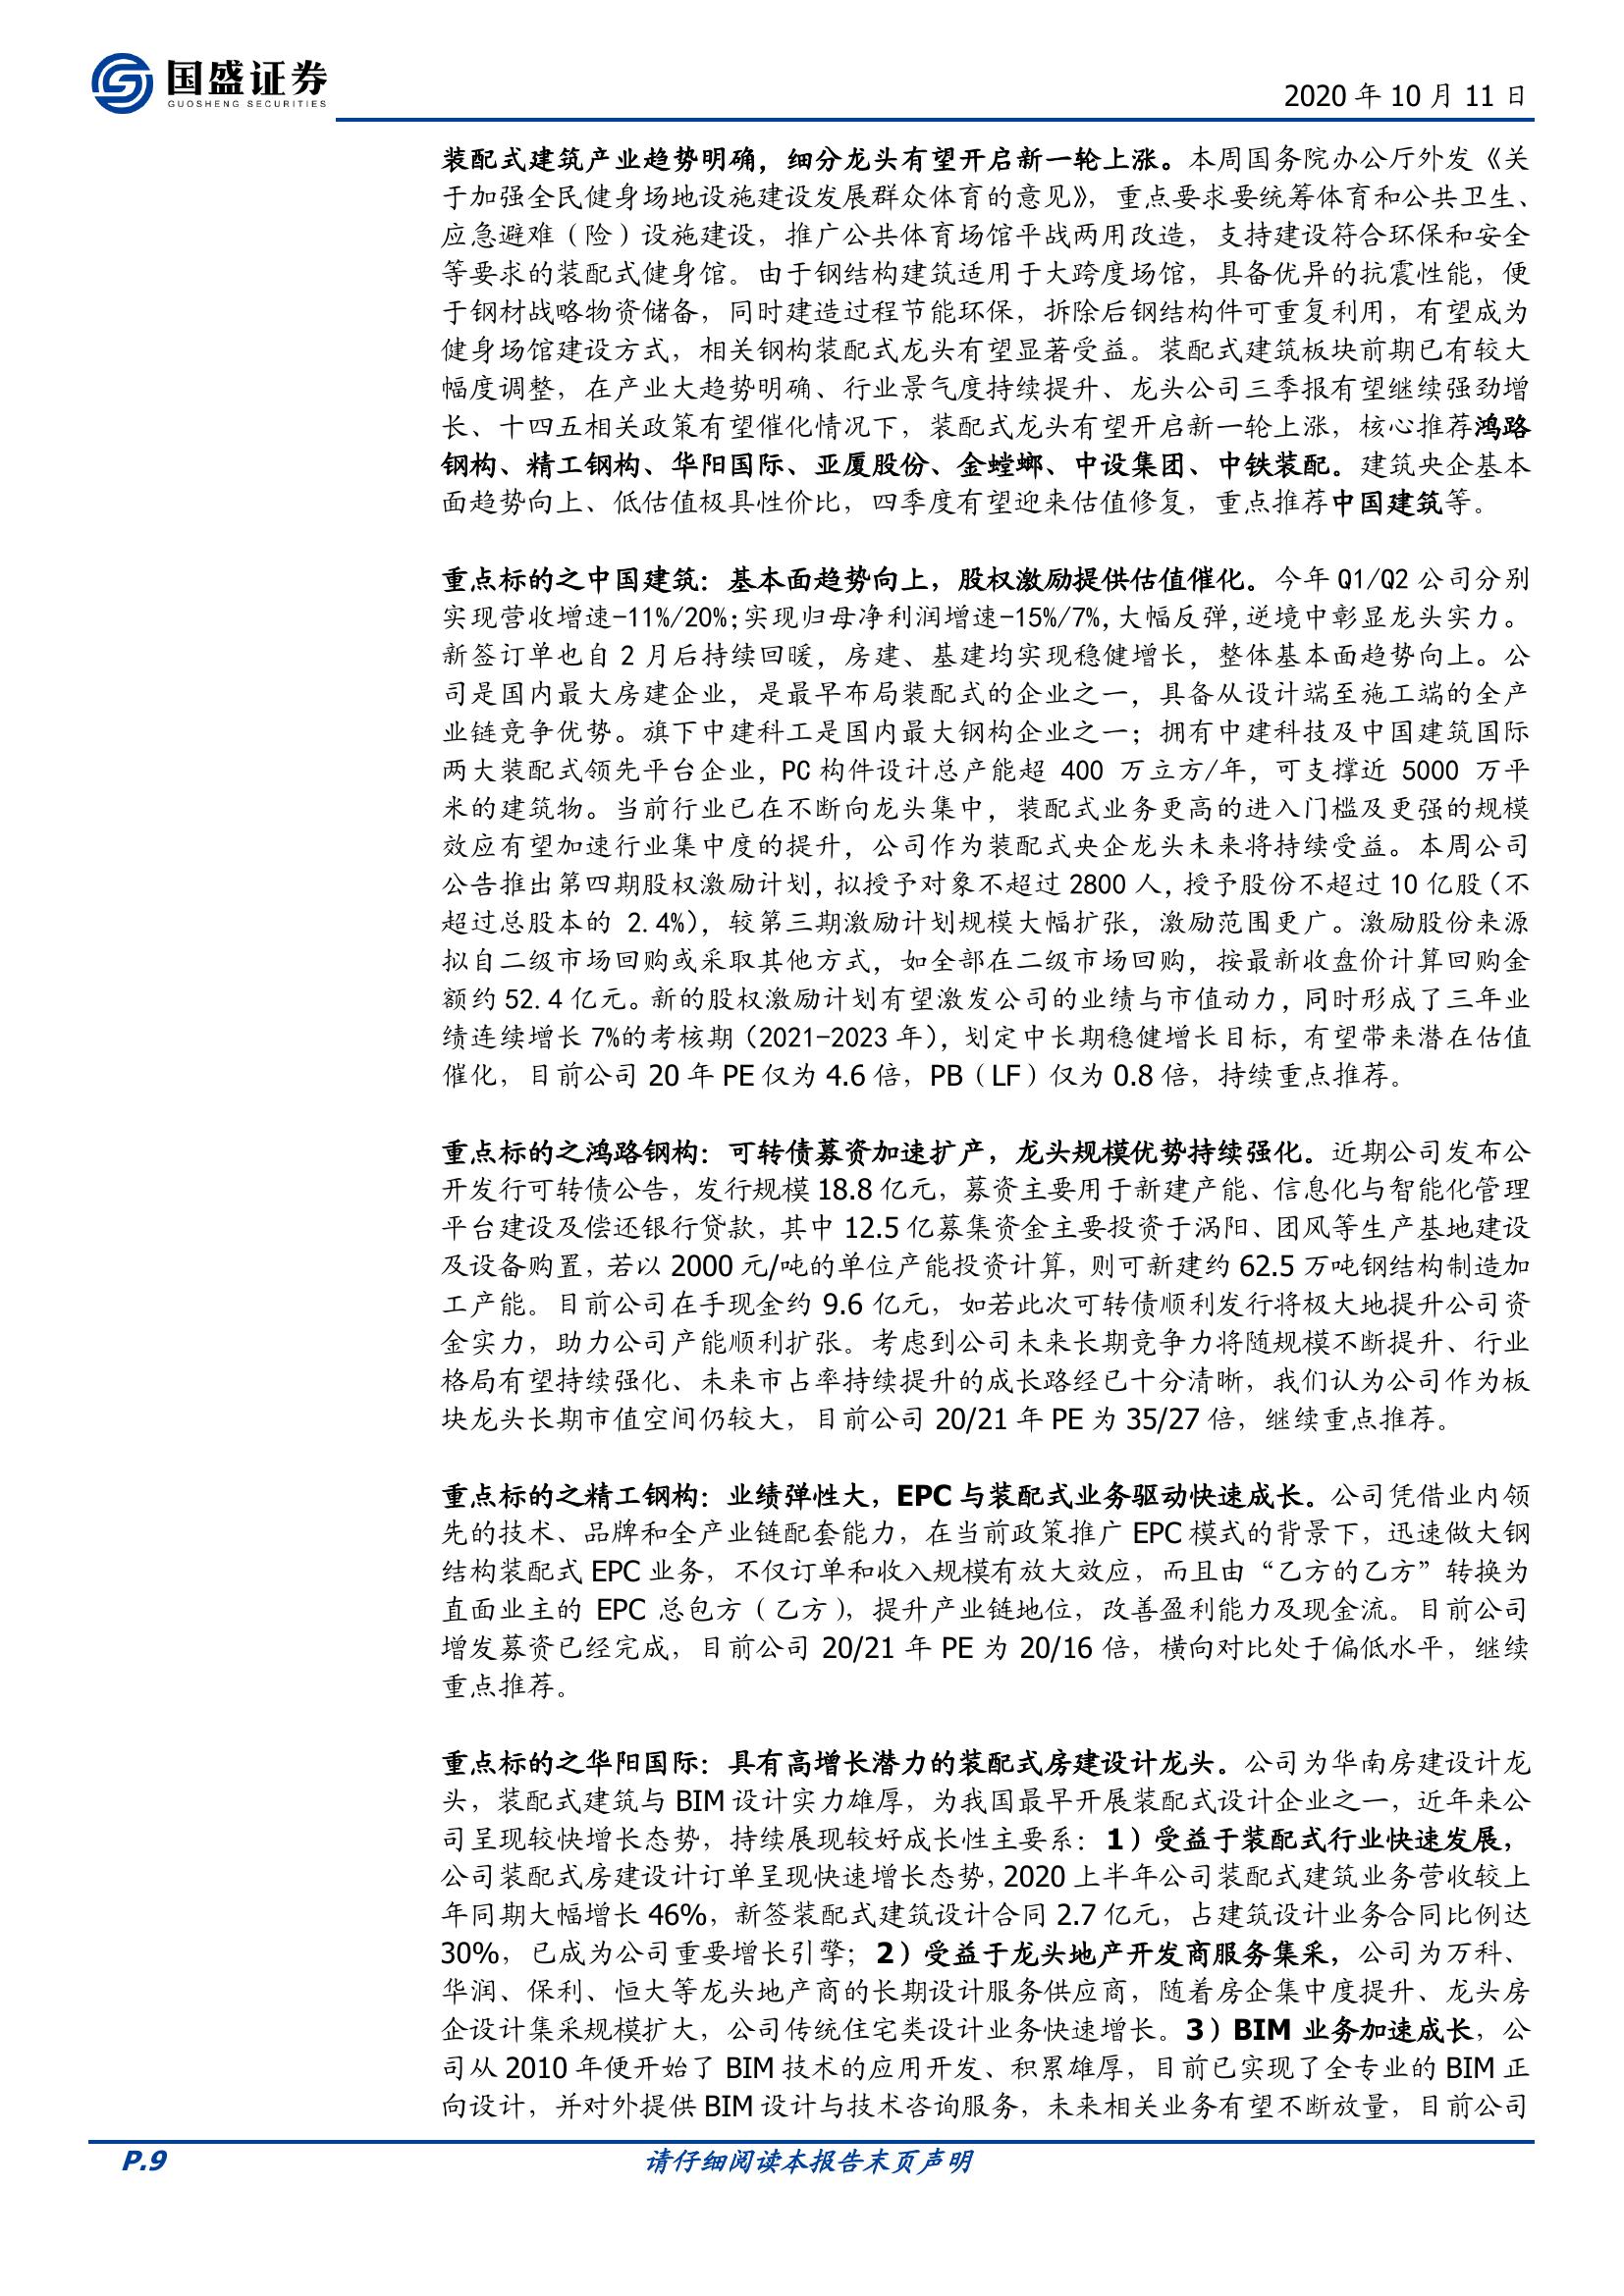 国盛证券
GUOSHENG SECURITIES
2020 年 10 月 11 日
装配式建筑产业趋势明确，细分龙头有望开启新一轮上涨。本周国务院办公厅外发《关
于加强全民健身场地设施建设发展群众体育的意见》，重点要求要统筹体育和公共卫生、
应急避难（险）设施建设，推广公共体育场馆平战两用改造，支持建设符合环保和安全
等要求的装配式健身馆。由于钢结构建筑适用于大跨度场馆，具备优异的抗震性能，便
于钢材战略物资储备，同时建造过程节能环保，拆除后钢结构件可重复利用，有望成为
健身场馆建设方式，相关钢构装配式龙头有望显著受益。装配式建筑板块前期已有较大
幅度调整，在产业大趋势明确、行业景气度持续提升、龙头公司三季报有望继续强劲增
长、十四五相关政策有望催化情况下，装配式龙头有望开启新一轮上涨，核心推荐鸿路
钢构、精工钢构、华阳国际、亚厦股份、金螳螂、中设集团、中铁装配。建筑央企基本
面趋势向上、低估值极具性价比，四季度有望迎来估值修复，重点推荐中国建筑等。
重点标的之中国建筑：基本面趋势向上，股权激励提供估值催化。今年 Q1/Q2 公司分别
实现营收增速-11%/20%；实现归母净利润增速-15%/7%，大幅反弹，逆境中彰显龙头实力。
新签订单也自 2 月后持续回暖，房建、基建均实现稳健增长，整体基本面趋势向上。公
司是国内最大房建企业，是最早布局装配式的企业之一，具备从设计端至施工端的全产
业链竞争优势。旗下中建科工是国内最大钢构企业之一；拥有中建科技及中国建筑国际
两大装配式领先平台企业，PC 构件设计总产能超 400 万立方/年，可支撑近 5000 万平
米的建筑物。当前行业已在不断向龙头集中，装配式业务更高的进入门槛及更强的规模
效应有望加速行业集中度的提升，公司作为装配式央企龙头未来将持续受益。本周公司
公告推出第四期股权激励计划，拟授予对象不超过 2800 人，授予股份不超过 10 亿股（不
超过总股本的 2.4%），较第三期激励计划规模大幅扩张，激励范围更广。激励股份来源
拟自二级市场回购或采取其他方式，如全部在二级市场回购，按最新收盘价计算回购金
额约 52.4 亿元。新的股权激励计划有望激发公司的业绩与市值动力，同时形成了三年业
绩连续增长 7%的考核期（2021-2023 年），划定中长期稳健增长目标，有望带来潜在估值
催化，目前公司 20 年 PE 仅为 4.6 倍，PB（LF）仅为 0.8 倍，持续重点推荐。
重点标的之鸿路钢构：可转债募资加速扩产，龙头规模优势持续强化。近期公司发布公
开发行可转债公告，发行规模 18.8 亿元，募资主要用于新建产能、信息化与智能化管理
平台建设及偿还银行贷款，其中 12.5 亿募集资金主要投资于涡阳、团风等生产基地建设
及设备购置，若以 2000 元/吨的单位产能投资计算，则可新建约 62.5 万吨钢结构制造加
工产能。目前公司在手现金约 9.6 亿元，如若此次可转债顺利发行将极大地提升公司资
金实力，助力公司产能顺利扩张。考虑到公司未来长期竞争力将随规模不断提升、行业
格局有望持续强化、未来市占率持续提升的成长路经已十分清晰，我们认为公司作为板
块龙头长期市值空间仍较大，目前公司 20/21 年 PE 为 35/27 倍，继续重点推荐。
重点标的之精工钢构：业绩弹性大，EPC 与装配式业务驱动快速成长。公司凭借业内领
先的技术、品牌和全产业链配套能力，在当前政策推广 EPC 模式的背景下，迅速做大钢
结构装配式 EPC 业务，不仅订单和收入规模有放大效应，而且由“乙方的乙方”转换为
直面业主的 EPC 总包方（乙方），提升产业链地位，改善盈利能力及现金流。目前公司
增发募资已经完成，目前公司 20/21 年 PE 为 20/16 倍，横向对比处于偏低水平，继续
重点推荐。
重点标的之华阳国际：具有高增长潜力的装配式房建设计龙头。公司为华南房建设计龙
头，装配式建筑与 BIM 设计实力雄厚，为我国最早开展装配式设计企业之一，近年来公
司呈现较快增长态势，持续展现较好成长性主要系：1）受益于装配式行业快速发展，
公司装配式房建设计订单呈现快速增长态势，2020 上半年公司装配式建筑业务营收较上
年同期大幅增长 46%，新签装配式建筑设计合同 2.7 亿元，占建筑设计业务合同比例达
30%，已成为公司重要增长引擎；2）受益于龙头地产开发商服务集采，公司为万科、
华润、保利、恒大等龙头地产商的长期设计服务供应商，随着房企集中度提升、龙头房
企设计集采规模扩大，公司传统住宅类设计业务快速增长。3）BIM 业务加速成长，公
司从 2010 年便开始了 BIM 技术的应用开发、积累雄厚，目前已实现了全专业的 BIM 正
向设计，并对外提供 BIM 设计与技术咨询服务，未来相关业务有望不断放量，目前公司
P.9
请仔细阅读本报告末页声明